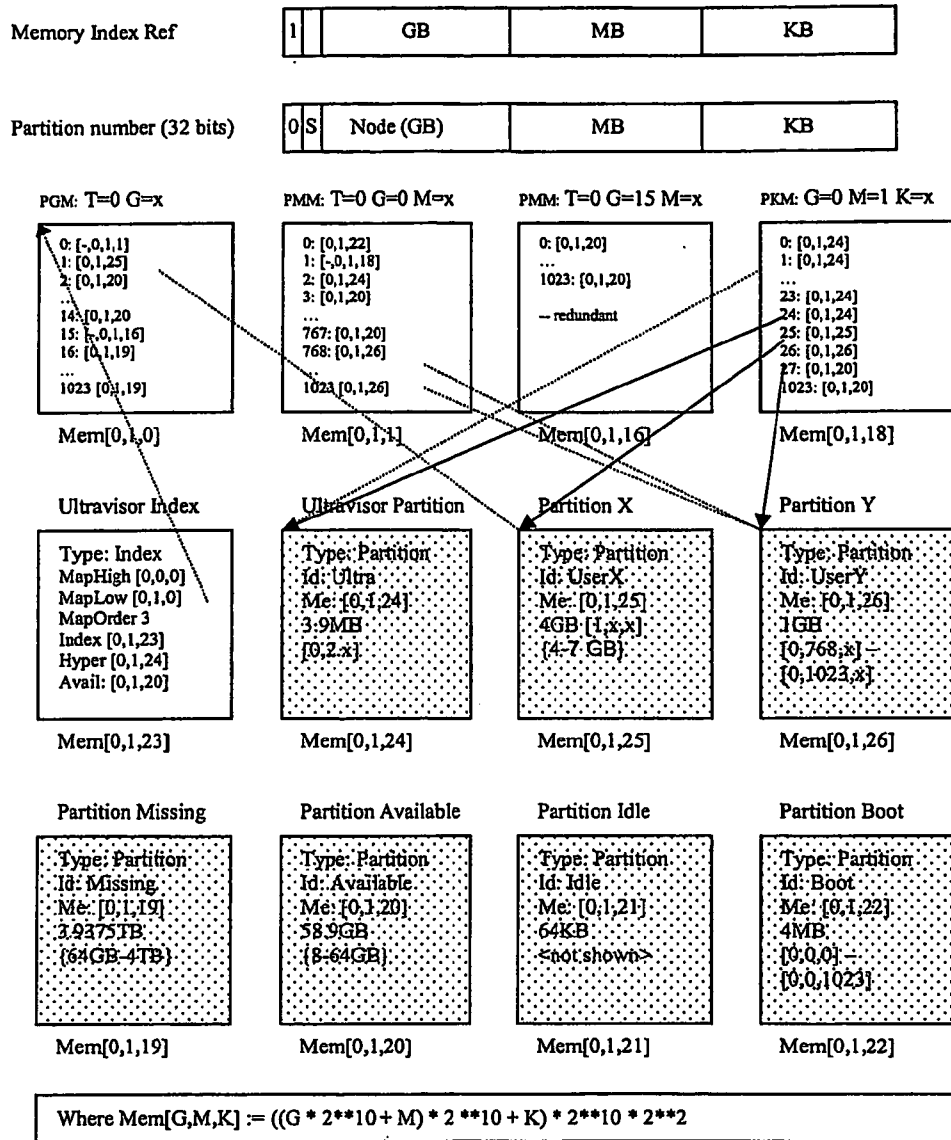 Memory Index Ref
1 GB MB KB
Partition number (32 bits)
0 S Node (GB) MB KB
PGM: T=0 G=x
0: [-,0,1,1]
1: [0,1,25]
2: [0,1,20]
...
14: [0,1,20
15: [-,0,1,16]
16: [0,1,19]
...
1023 [0,1,19]
Mem[0,1,0]
PMM: T=0 G=0 M=x
0: [0,1,22]
1: [-,0,1,18]
2: [0,1,24]
3: [0,1,20]
...
767: [0,1,20]
768: [0,1,26]
...
1023 [0,1,26]
Mem[0,1,1]
PMM: T=0 G=15 M=x
0: [0,1,20]
...
1023: [0,1,20]
-- redundant
Mem[0,1,16]
PKM: G=0 M=1 K=x
0: [0,1,24]
1: [0,1,24]
...
23: [0,1,24]
24: [0,1,24]
25: [0,1,25]
26: [0,1,26]
27: [0,1,20]
1023: [0,1,20]
Mem[0,1,18]
Ultravisor Index
Type: Index
MapHigh [0,0,0]
MapLow [0,1,0]
MapOrder 3
Index [0,1,23]
Hyper [0,1,24]
Avail: [0,1,20]
Mem[0,1,23]
Ultravisor Partition
Type: Partition
Id: Ultra
Me: [0,1,24]
3.9MB
[0,2,x]
Mem[0,1,24]
Partition X
Type: Partition
Id: UserX
Me: [0,1,25]
4GB [1,x,x]
{4-7 GB}
Mem[0,1,25]
Partition Y
Type: Partition
Id: UserY
Me: [0,1,26]
1GB
[0,768,x] –
[0,1023,x]
Mem[0,1,26]
Partition Missing
Type: Partition
Id: Missing
Me: [0,1,19]
3.9375TB
{64GB-4TB}
Mem[0,1,19]
Partition Available
Type: Partition
Id: Available
Me: [0,1,20]
58.9GB
{8-64GB}
Mem[0,1,20]
Partition Idle
Type: Partition
Id: Idle
Me: [0,1,21]
64KB
<not shown>
Mem[0,1,21]
Partition Boot
Type: Partition
Id: Boot
Me: [0,1,22]
4MB
[0,0,0] –
[0,0,1023]
Mem[0,1,22]
Where Mem[G,M,K] := ((G * 2**10 + M) * 2 **10 + K) * 2**10 * 2**2